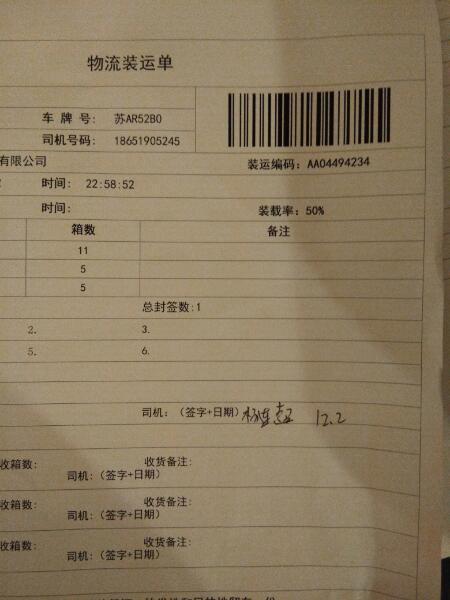 物流装运单
车 牌 号: 苏AR52B0
司机号码: 18651905245
有限公司
装运编码: AA04494234
时间: 22:58:52
时间:
装载率: 50%
箱数 备注
11
5
5
总封签数:1
2. 3.
5. 6.
司机: (签字+日期) 12.2
收箱数: 收货备注:
司机: (签字+日期)
收箱数: 收货备注:
司机: (签字+日期)
收箱数: 收货备注:
司机: (签字+日期)